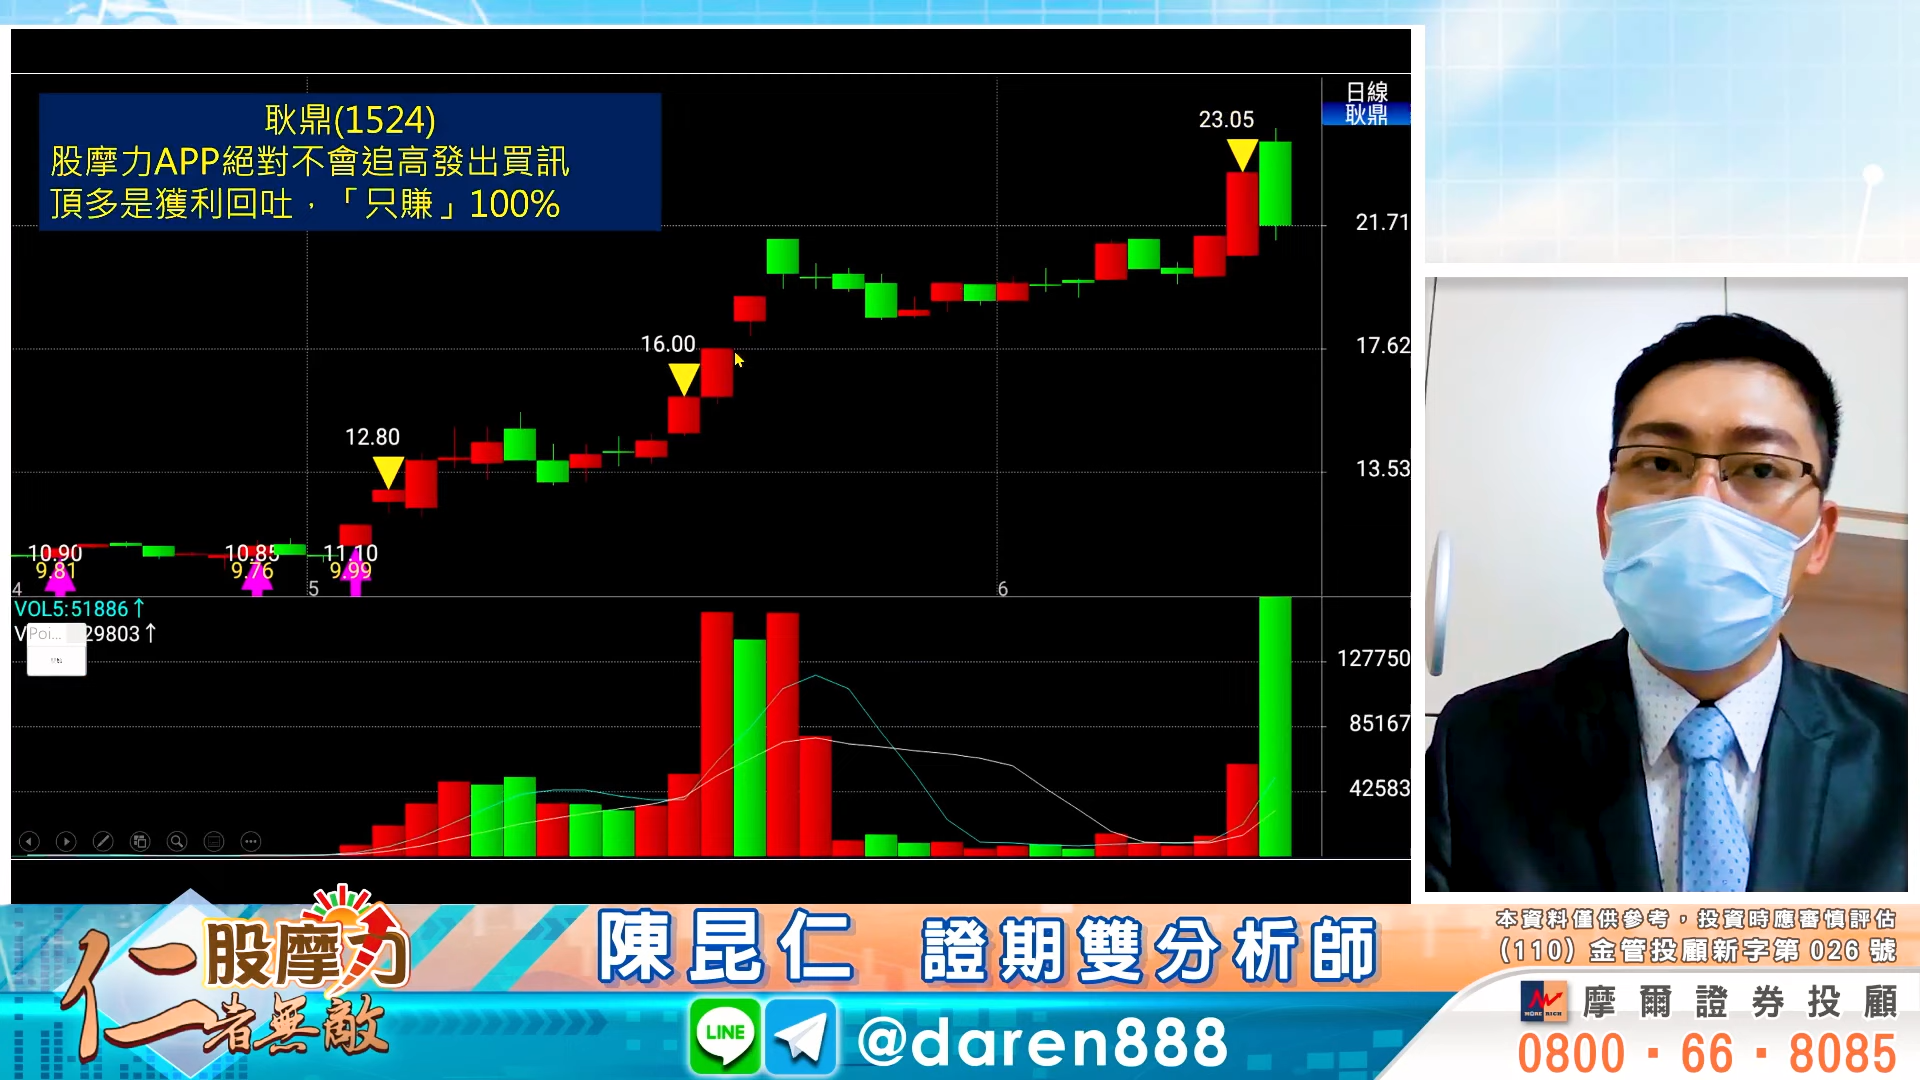 耿鼎(1524)
股摩力APP絕對不會追高發出買訊
頂多是獲利回吐，「只賺」100%
日線
耿鼎
23.05
21.71
16.00
17.62
12.80
13.53
10.90
10.85
11.10
9.81
9.76
9.99
4
5
6
VOL5:51886↑
V
29803↑
Poi...
127750
85167
42583
股摩力
仁者無敵
陳昆仁 證期雙分析師
LINE
@daren888
本資料僅供參考，投資時應審慎評估
(110) 金管投顧新字第 026 號
MORE RICH
摩爾證券投顧
0800·66·8085